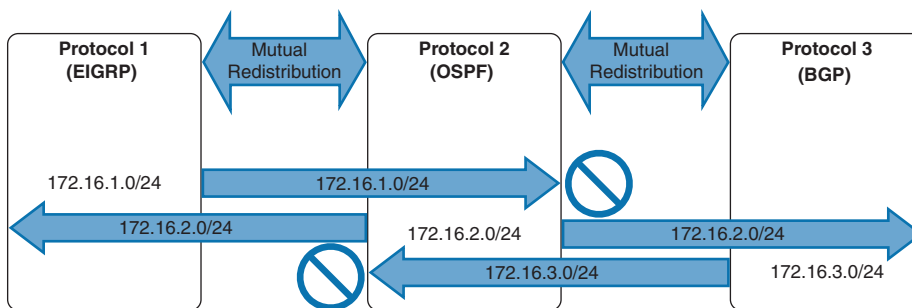 Protocol 1
(EIGRP)
Mutual
Redistribution
Protocol 2
(OSPF)
Mutual
Redistribution
Protocol 3
(BGP)
172.16.1.0/24
172.16.1.0/24
172.16.2.0/24
172.16.2.0/24
172.16.2.0/24
172.16.3.0/24
172.16.3.0/24